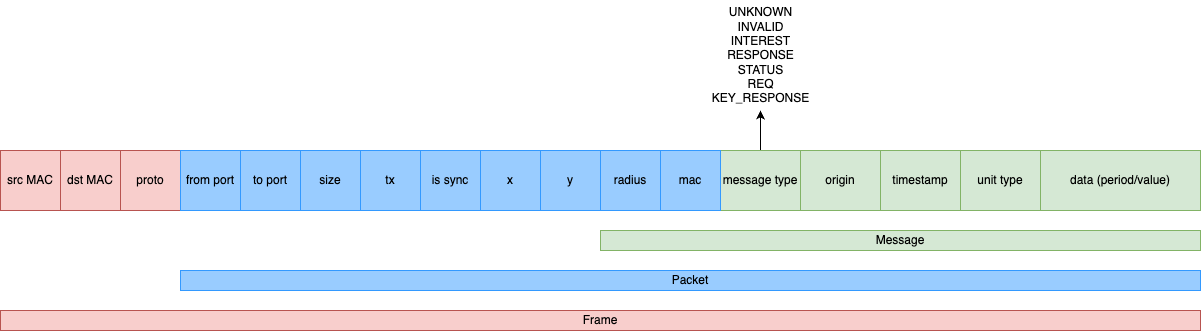 UNKNOWN
INVALID
INTEREST
RESPONSE
STATUS
REQ
KEY_RESPONSE
src MAC dst MAC proto from port to port size tx is sync x y radius mac message type origin timestamp unit type data (period/value)
Message
Packet
Frame